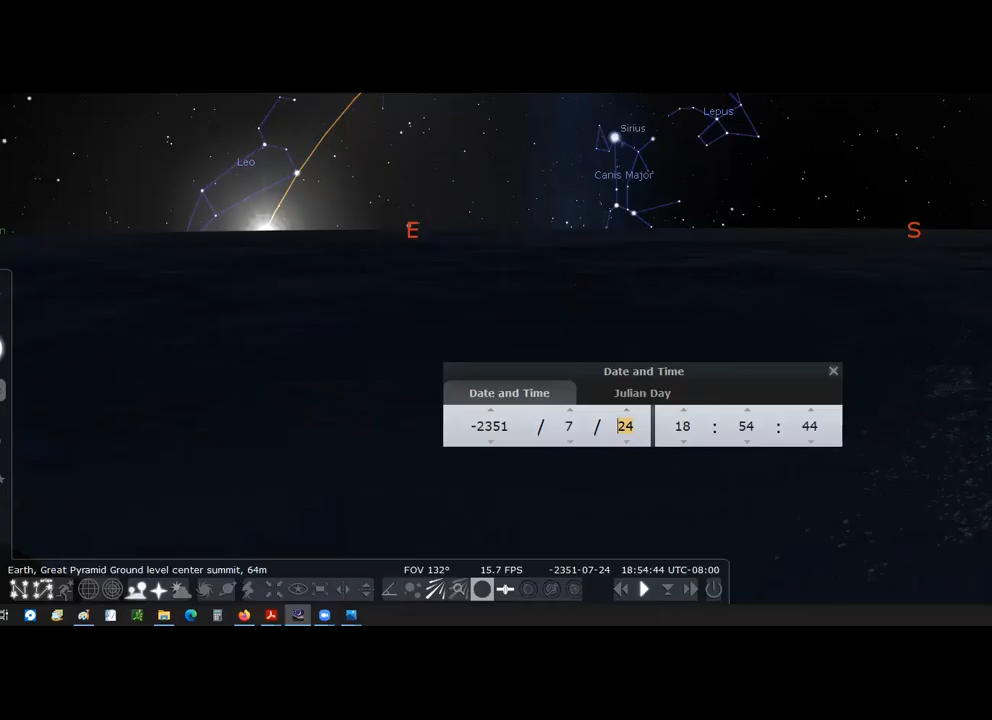 Lepus
Sirius
Leo
Canis Major
E
S
Date and Time
Date and Time Julian Day
-2351 / 7 / 24 18 : 54 : 44
Earth, Great Pyramid Ground level center summit, 64m FOV 132° 15.7 FPS -2351-07-24 18:54:44 UTC-08:00